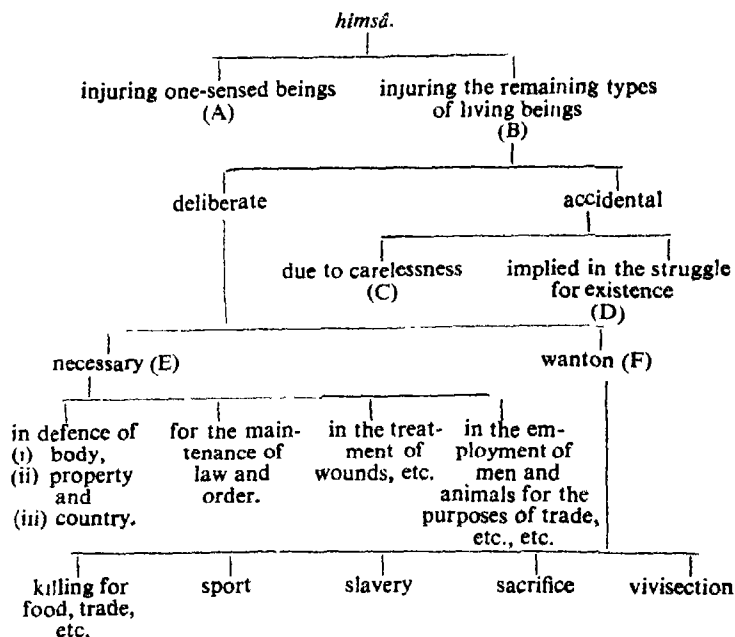 himsâ.
injuring one-sensed beings
(A)
injuring the remaining types
of living beings
(B)
deliberate
accidental
due to carelessness
(C)
implied in the struggle
for existence
(D)
necessary (E)
wanton (F)
in defence of
(i) body,
(ii) property
and
(iii) country.
for the main-
tenance of
law and
order.
in the treat-
ment of
wounds, etc.
in the em-
ployment of
men and
animals for the
purposes of trade,
etc., etc.
killing for
food, trade,
etc.
sport
slavery
sacrifice
vivisection